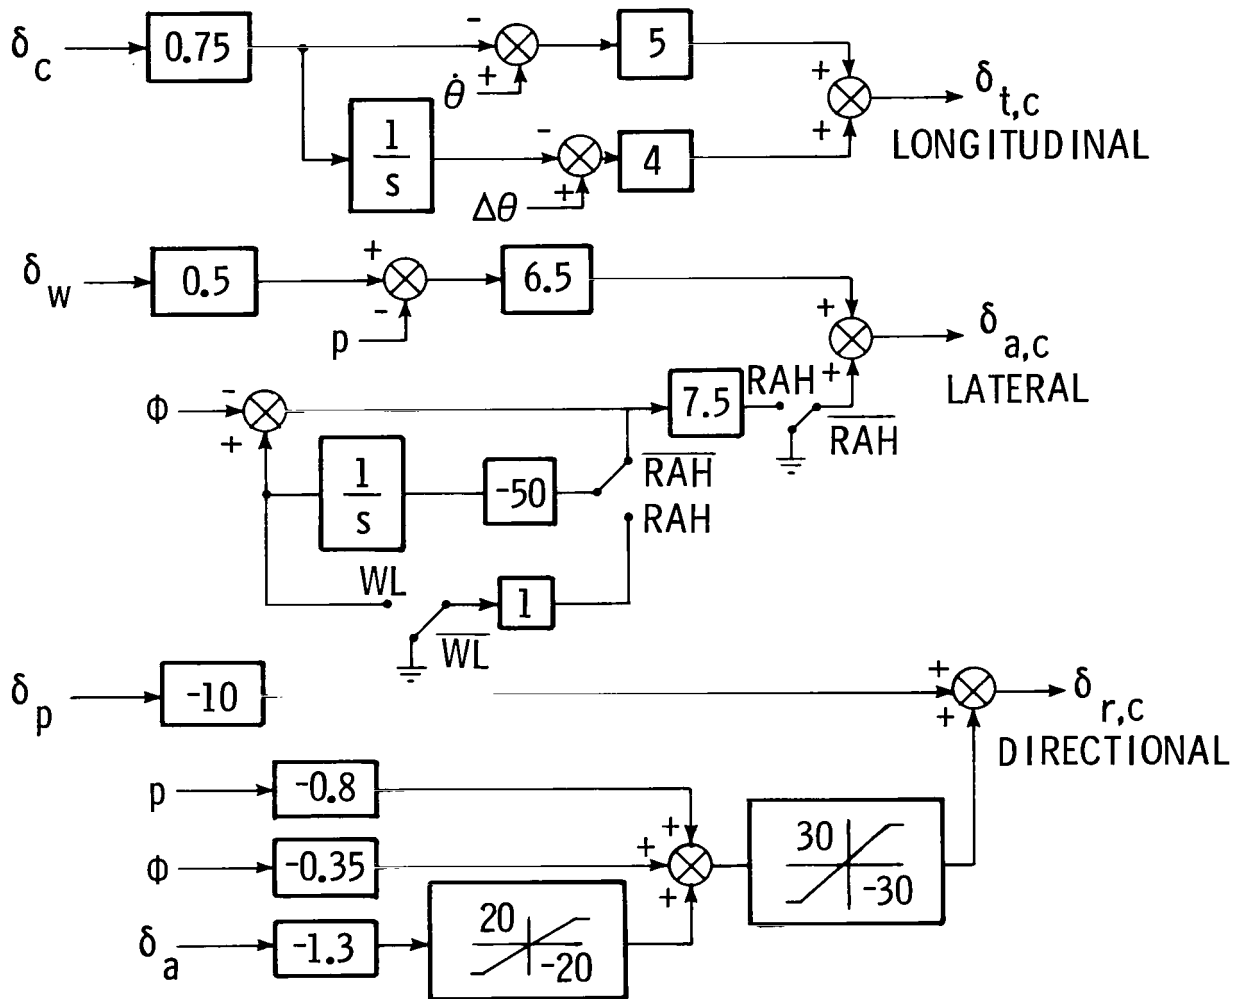 δc 0.75 - 5
+ θ̇ + δt,c
1/s - 4 + LONGITUDINAL
Δθ +
δw 0.5 + 6.5
- p + δa,c
LATERAL
Φ - 7.5 RAH +
+ RAH̅
1/s -50 RAH̅
RAH
WL 1
WL̅
δp -10 + δr,c
+ DIRECTIONAL
p -0.8 +
Φ -0.35 + 30 -30
δa -1.3 20 -20 +